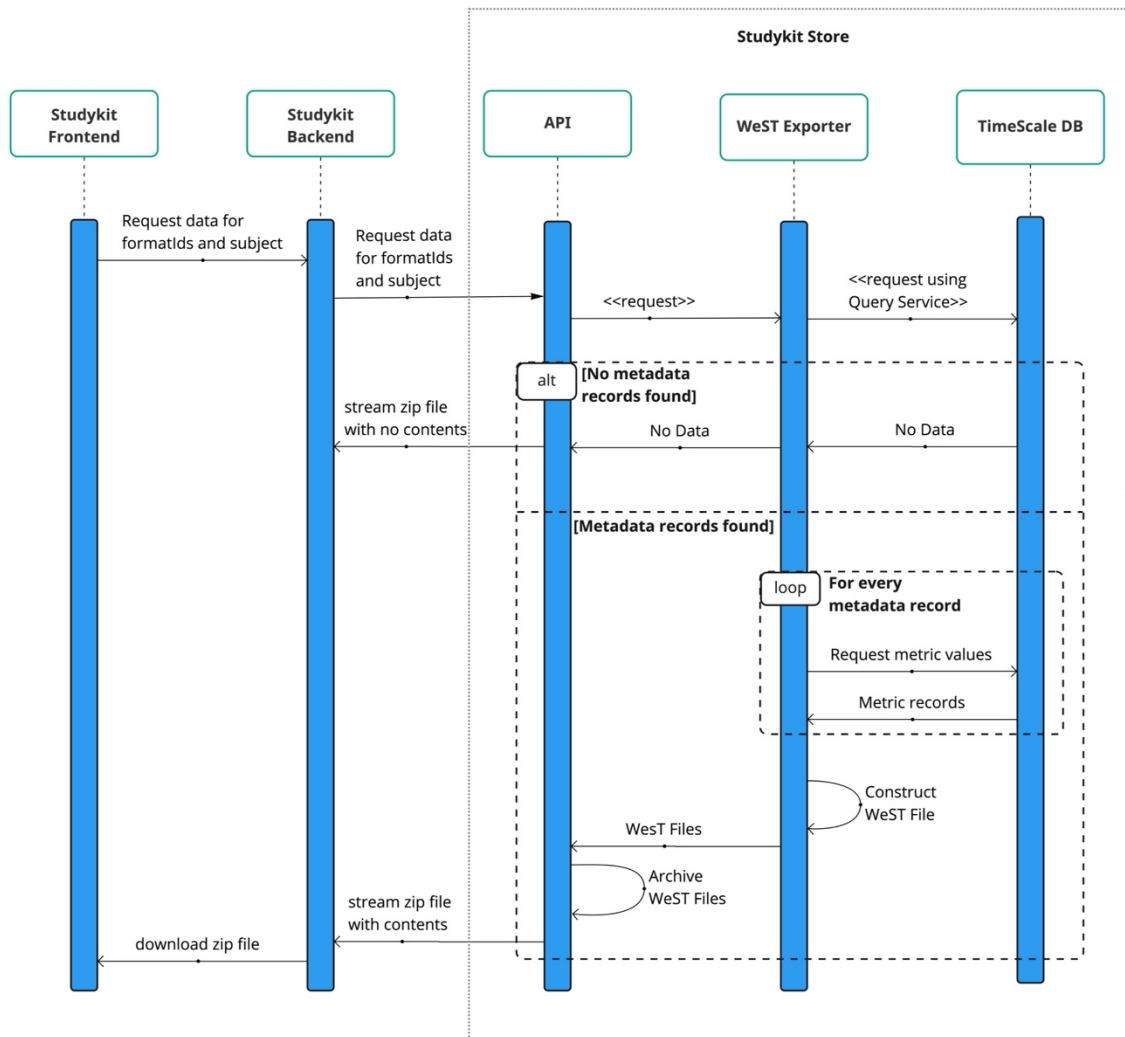 Studykit Store
Studykit
Frontend
Studykit
Backend
API
WeST Exporter
TimeScale DB
Request data for
formatIds and subject
Request data
for formatIds
and subject
<<request>>
<<request using
Query Service>>
alt
[No metadata
records found]
stream zip file
with no contents
No Data
No Data
[Metadata records found]
loop
For every
metadata record
Request metric values
Metric records
Construct
WeST File
WesT Files
Archive
WeST Files
stream zip file
with contents
download zip file